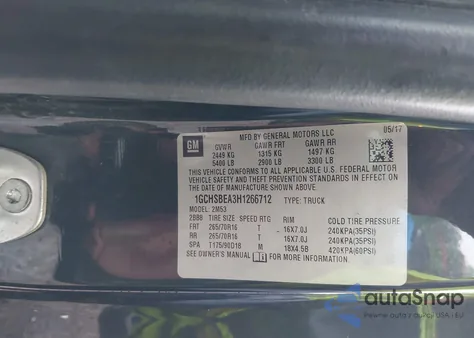 GM
MFD BY GENERAL MOTORS LLC 05/17
GVWR GAWR FRT GAWR RR
2449 KG 1315 KG 1497 KG
5400 LB 2900 LB 3300 LB
THIS VEHICLE CONFORMS TO ALL APPLICABLE U.S. FEDERAL MOTOR VEHICLE
SAFETY AND THEFT PREVENTION STANDARDS IN EFFECT ON THE DATE OF
MANUFACTURE SHOWN ABOVE.
1GCHSBEA3H1266712 TYPE: TRUCK
MODEL: 2M53
TIRE SIZE SPEED RTG RIM COLD TIRE PRESSURE
FRT 265/70R16 T - 16X7.0J 240KPA(35PSI)
RR 265/70R16 T - 16X7.0J 240KPA(35PSI)
SPA T175/90D18 M - 18X4.5B 420KPA(60PSI)
SEE OWNER'S MANUAL FOR MORE INFORMATION.
autoSnap